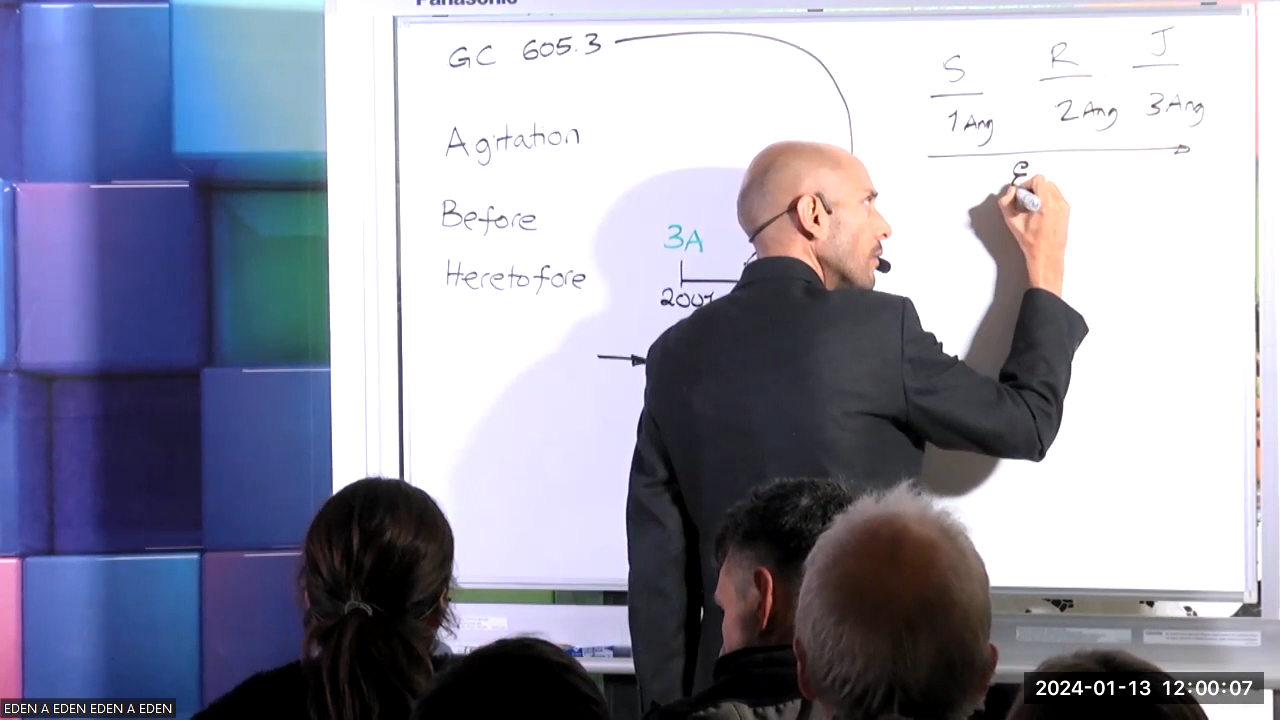 Panasonic
GC 605.3
S R J
1 Ang 2 Ang 3 Ang
Agitation
Before
3A
Heretofore
2001
EDEN A EDEN EDEN A EDEN
2024-01-13 12:00:07